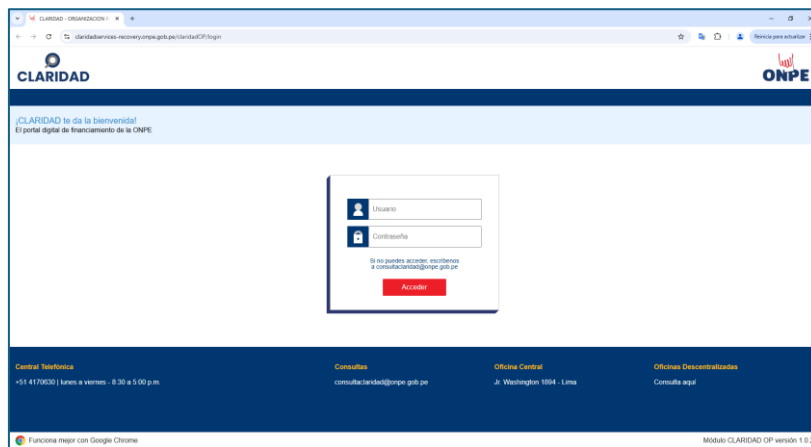 CLARIDAD - ORGANIZACION P
claridadservices-recovery.onpe.gob.pe/claridadOP/login
Reinicia para actualizar
CLARIDAD
ONPE
¡CLARIDAD te da la bienvenida!
El portal digital de financiamiento de la ONPE
Usuario
Contraseña
Si no puedes acceder, escríbenos
a consultaclaridad@onpe.gob.pe
Acceder
Central Telefónica
+51 4170630 | lunes a viernes - 8:30 a 5:00 p.m.
Consultas
consultaclaridad@onpe.gob.pe
Oficina Central
Jr. Washington 1894 - Lima
Oficinas Descentralizadas
Consulta aquí
Funciona mejor con Google Chrome
Módulo CLARIDAD OP versión 1.0